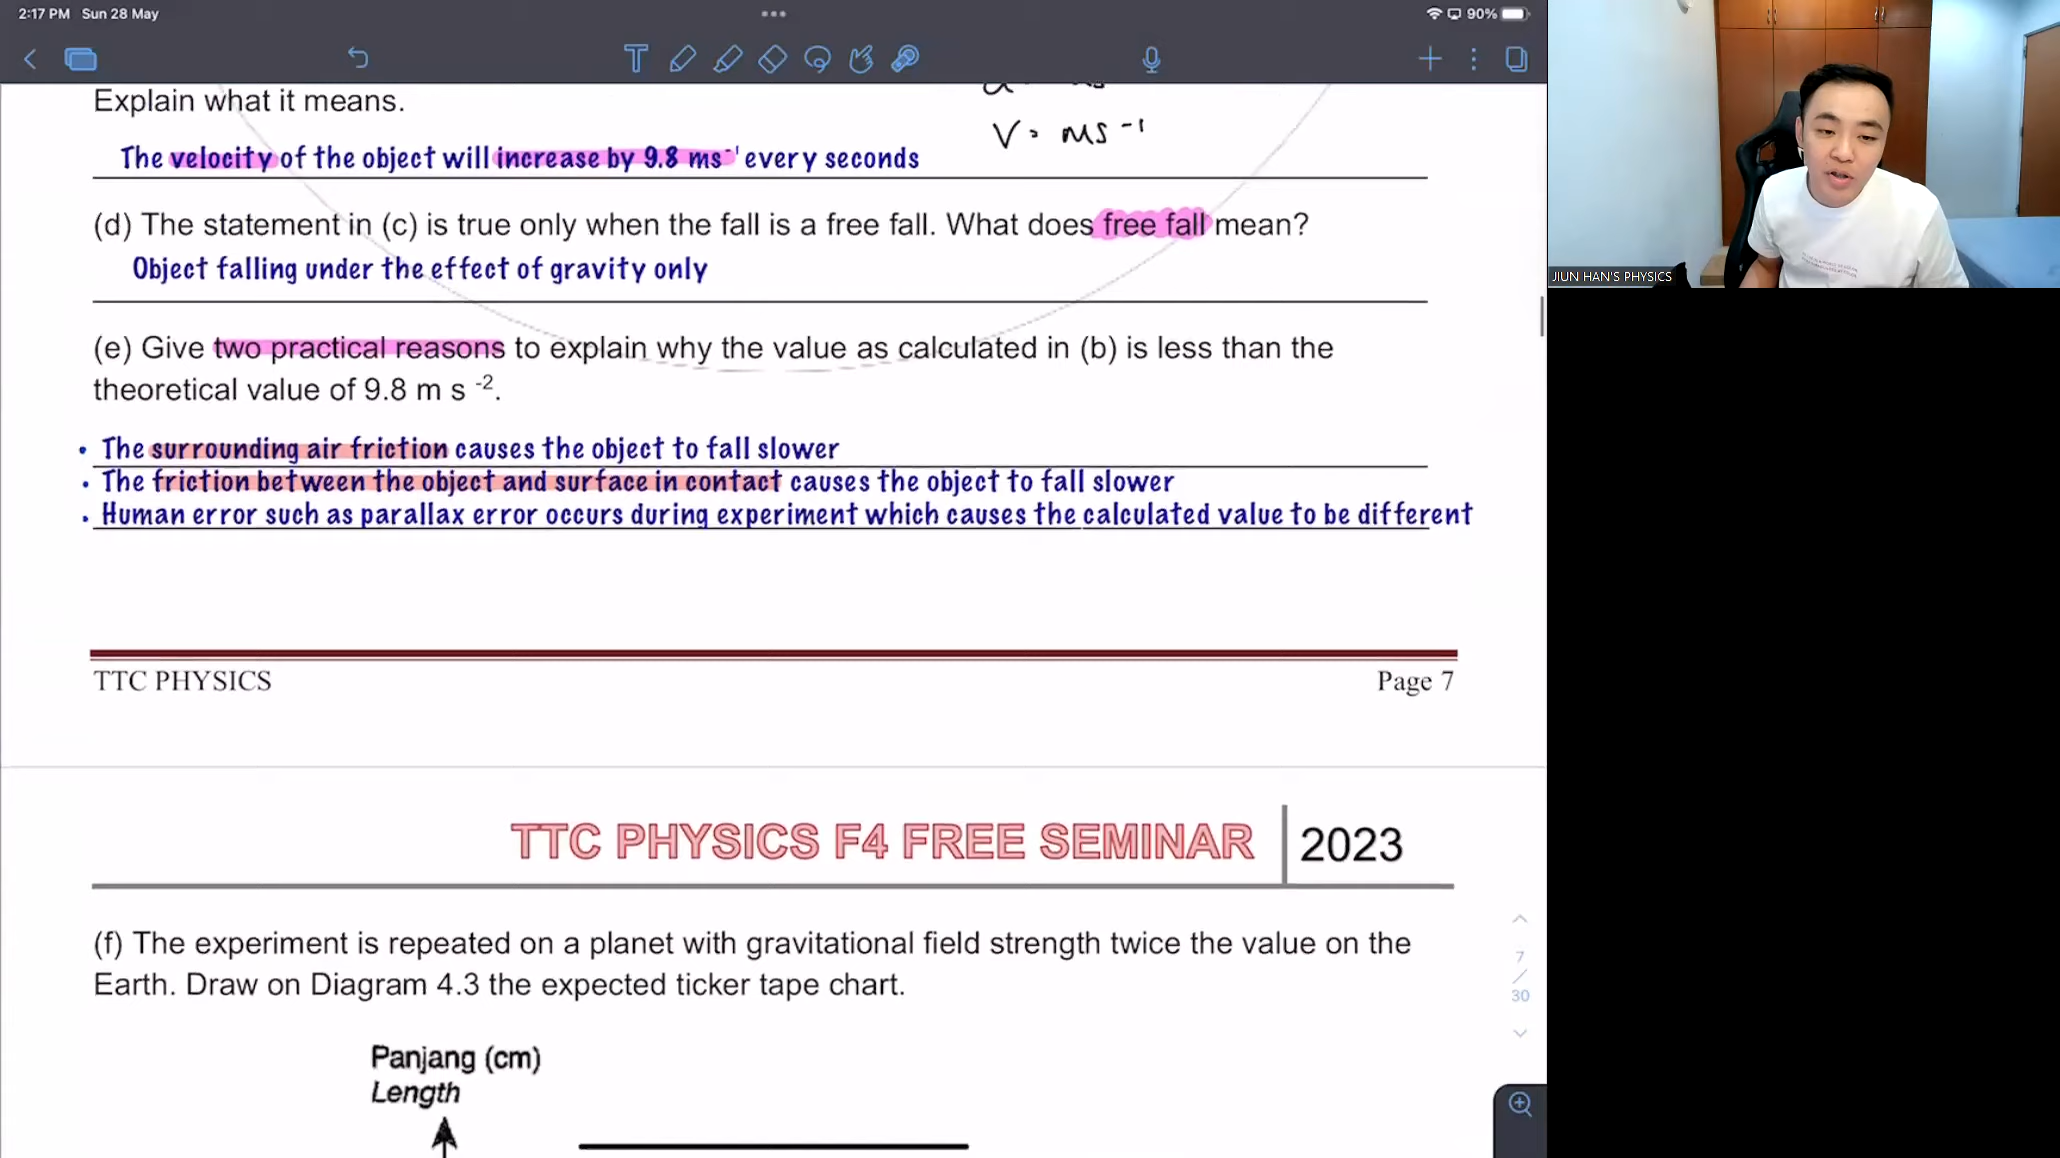 2:17 PM Sun 28 May
90%
Explain what it means.
V = ms⁻¹
The velocity of the object will increase by 9.8 ms⁻¹ every seconds
(d) The statement in (c) is true only when the fall is a free fall. What does free fall mean?
Object falling under the effect of gravity only
JIUN HAN'S PHYSICS
(e) Give two practical reasons to explain why the value as calculated in (b) is less than the
theoretical value of 9.8 m s ⁻².
• The surrounding air friction causes the object to fall slower
• The friction between the object and surface in contact causes the object to fall slower
• Human error such as parallax error occurs during experiment which causes the calculated value to be different
TTC PHYSICS Page 7
TTC PHYSICS F4 FREE SEMINAR 2023
(f) The experiment is repeated on a planet with gravitational field strength twice the value on the
Earth. Draw on Diagram 4.3 the expected ticker tape chart.
7
/
30
Panjang (cm)
Length